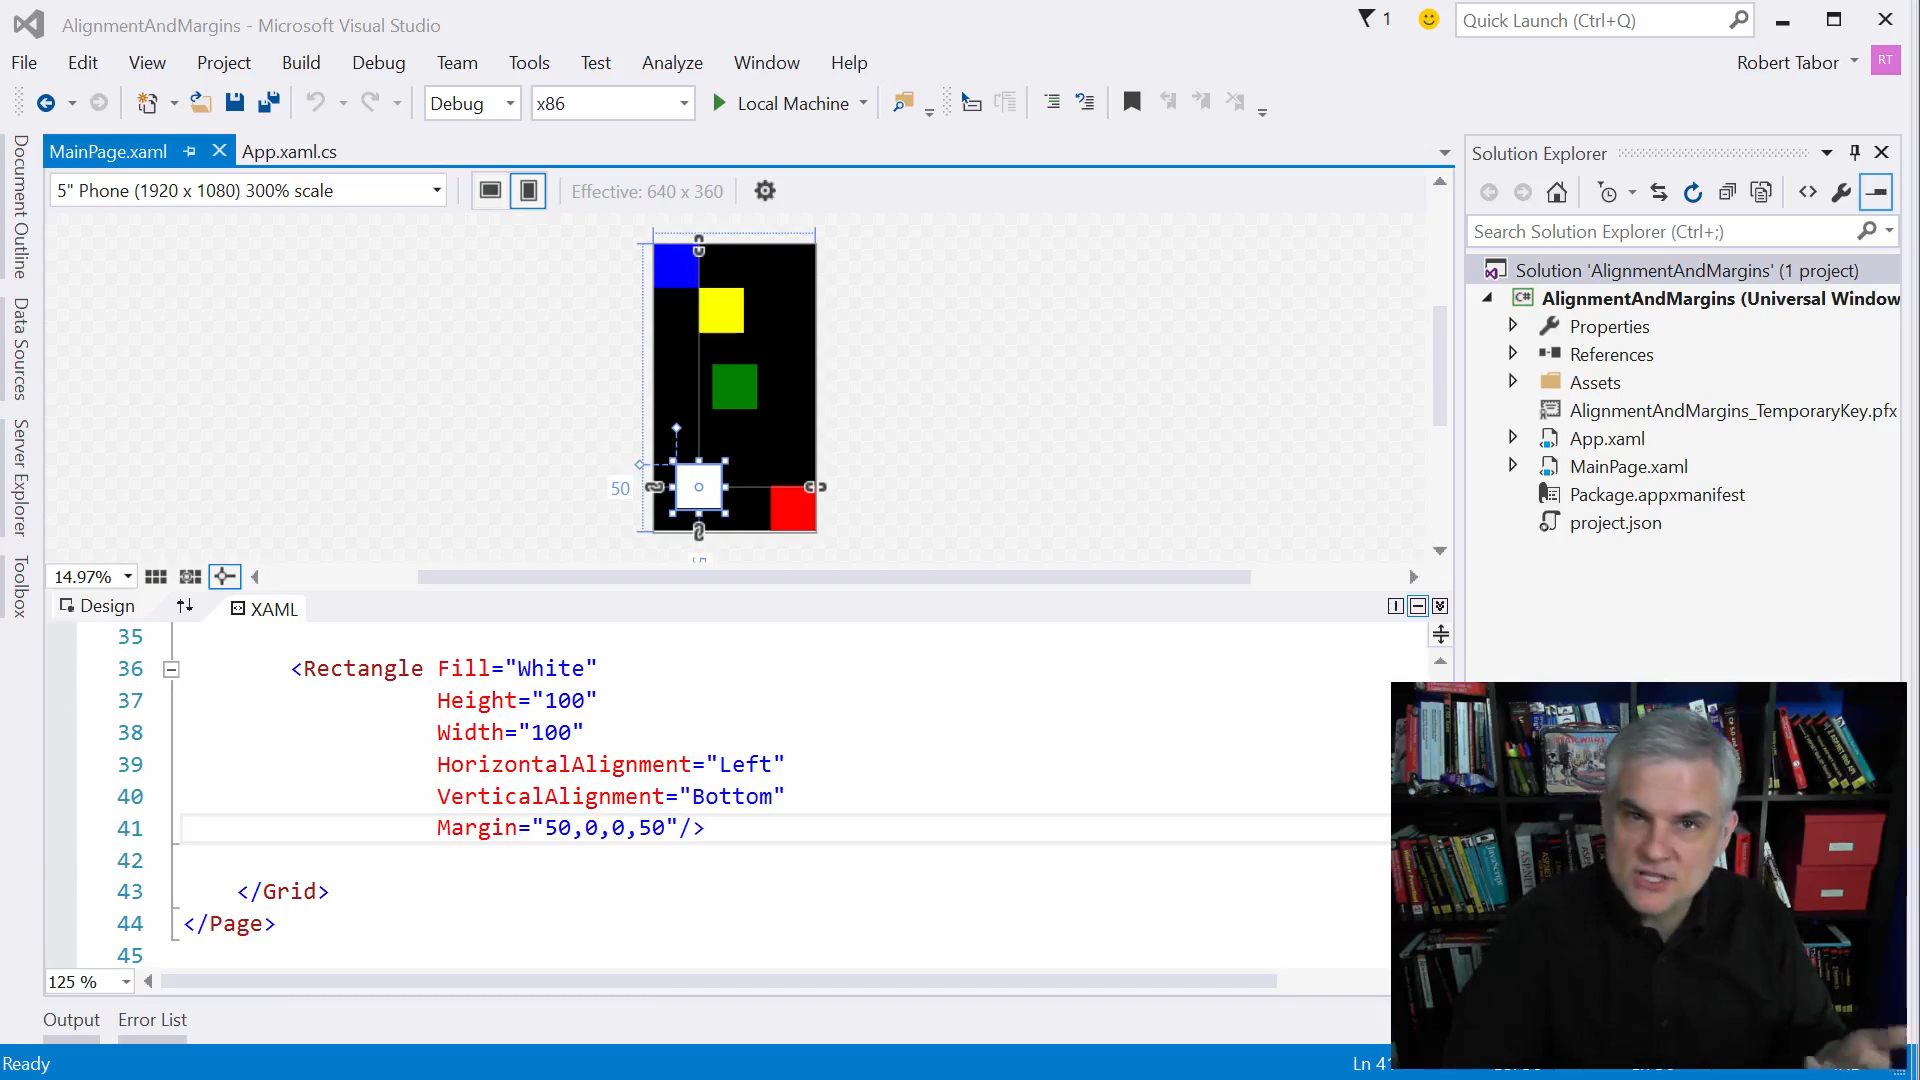 AlignmentAndMargins - Microsoft Visual Studio
1
Quick Launch (Ctrl+Q)
File Edit View Project Build Debug Team Tools Test Analyze Window Help
Robert Tabor RT
Debug x86 Local Machine
MainPage.xaml App.xaml.cs
5" Phone (1920 x 1080) 300% scale
Effective: 640 x 360
Document Outline
Data Sources
Server Explorer
Toolbox
50
14.97%
Design XAML
35
36 <Rectangle Fill="White"
37 Height="100"
38 Width="100"
39 HorizontalAlignment="Left"
40 VerticalAlignment="Bottom"
41 Margin="50,0,0,50"/>
42
43 </Grid>
44 </Page>
45
125 %
Output Error List
Ready
Ln 41
Solution Explorer
Search Solution Explorer (Ctrl+;)
Solution 'AlignmentAndMargins' (1 project)
C# AlignmentAndMargins (Universal Window
Properties
References
Assets
AlignmentAndMargins_TemporaryKey.pfx
App.xaml
MainPage.xaml
Package.appxmanifest
project.json